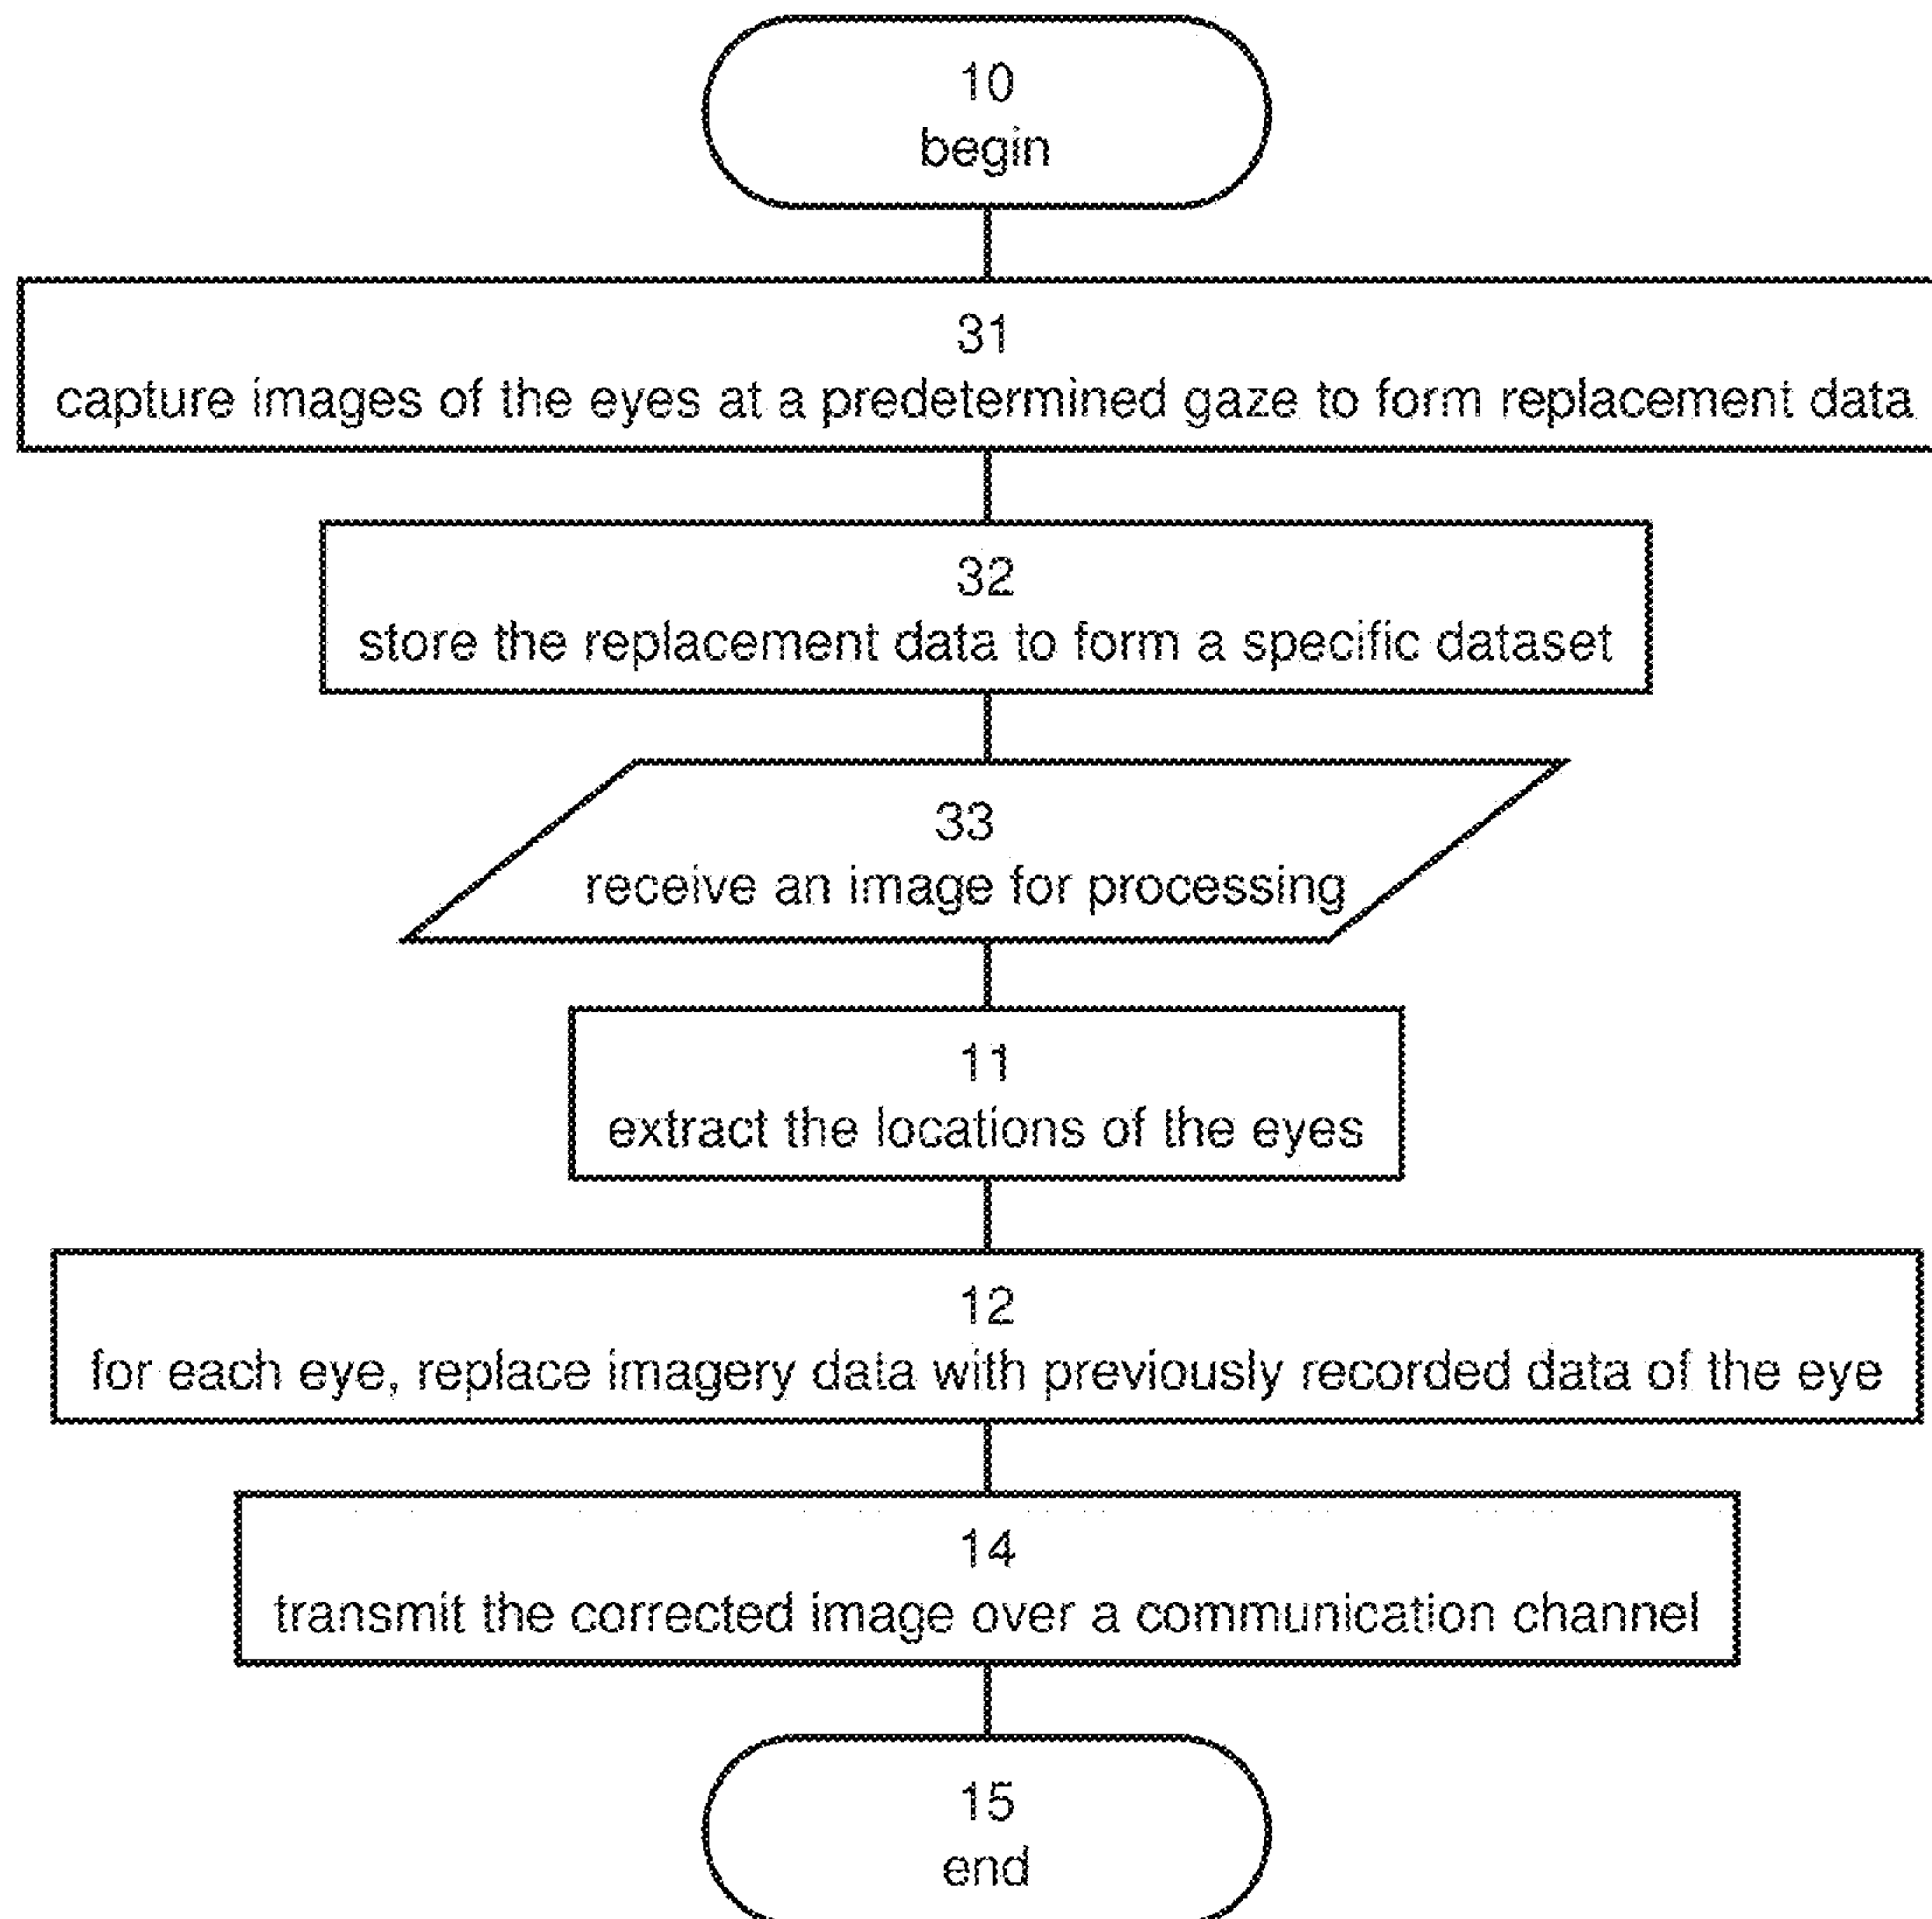 10
begin
31
capture images of the eyes at a predetermined gaze to form replacement data
32
store the replacement data to form a specific dataset
33
receive an image for processing
11
extract the locations of the eyes
12
for each eye, replace imagery data with previously recorded data of the eye
14
transmit the corrected image over a communication channel
15
end